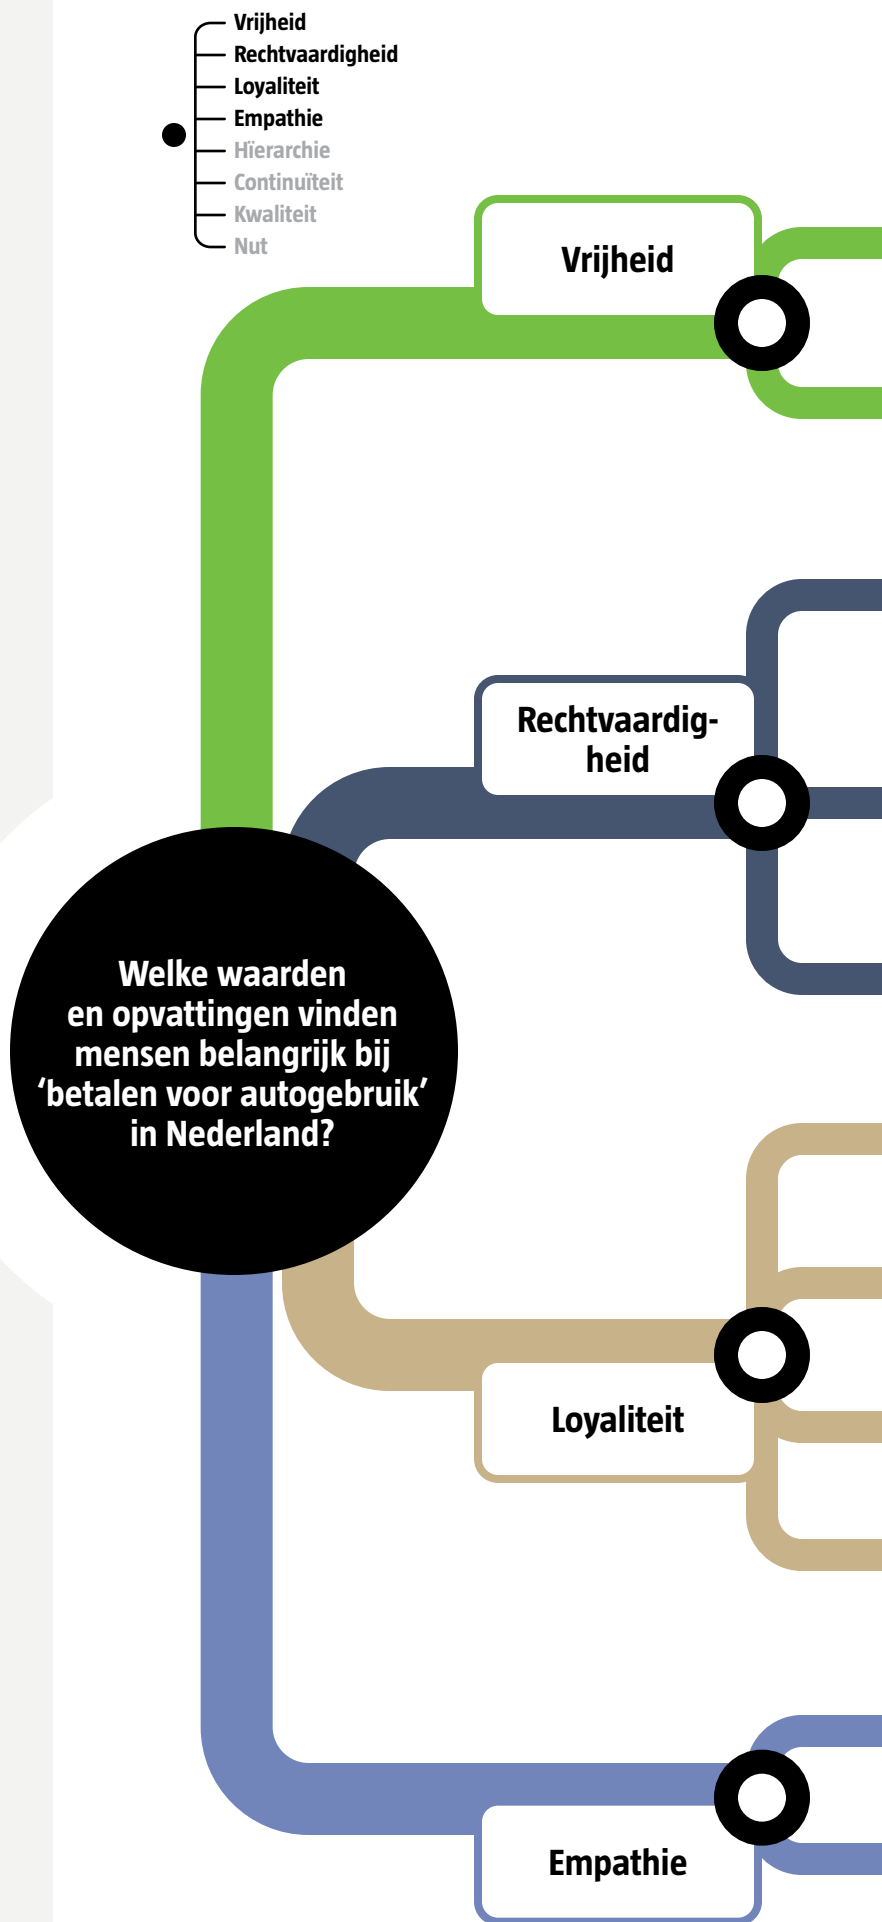 Vrijheid
Rechtvaardigheid
Loyaliteit
Empathie
Hïerarchie
Continuïteit
Kwaliteit
Nut
Vrijheid
Rechtvaardig-
heid
Welke waarden
en opvattingen vinden
mensen belangrijk bij
‘betalen voor autogebruik’
in Nederland?
Loyaliteit
Empathie